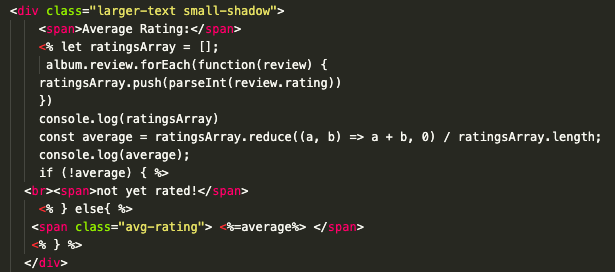 <div class="larger-text small-shadow">
<span>Average Rating:</span>
<% let ratingsArray = [];
album.review.forEach(function(review) {
ratingsArray.push(parseInt(review.rating))
})
console.log(ratingsArray)
const average = ratingsArray.reduce((a, b) => a + b, 0) / ratingsArray.length;
console.log(average);
if (!average) { %>
<br><span>not yet rated!</span>
<% } else{ %>
<span class="avg-rating"> <%=average%> </span>
<% } %>
</div>